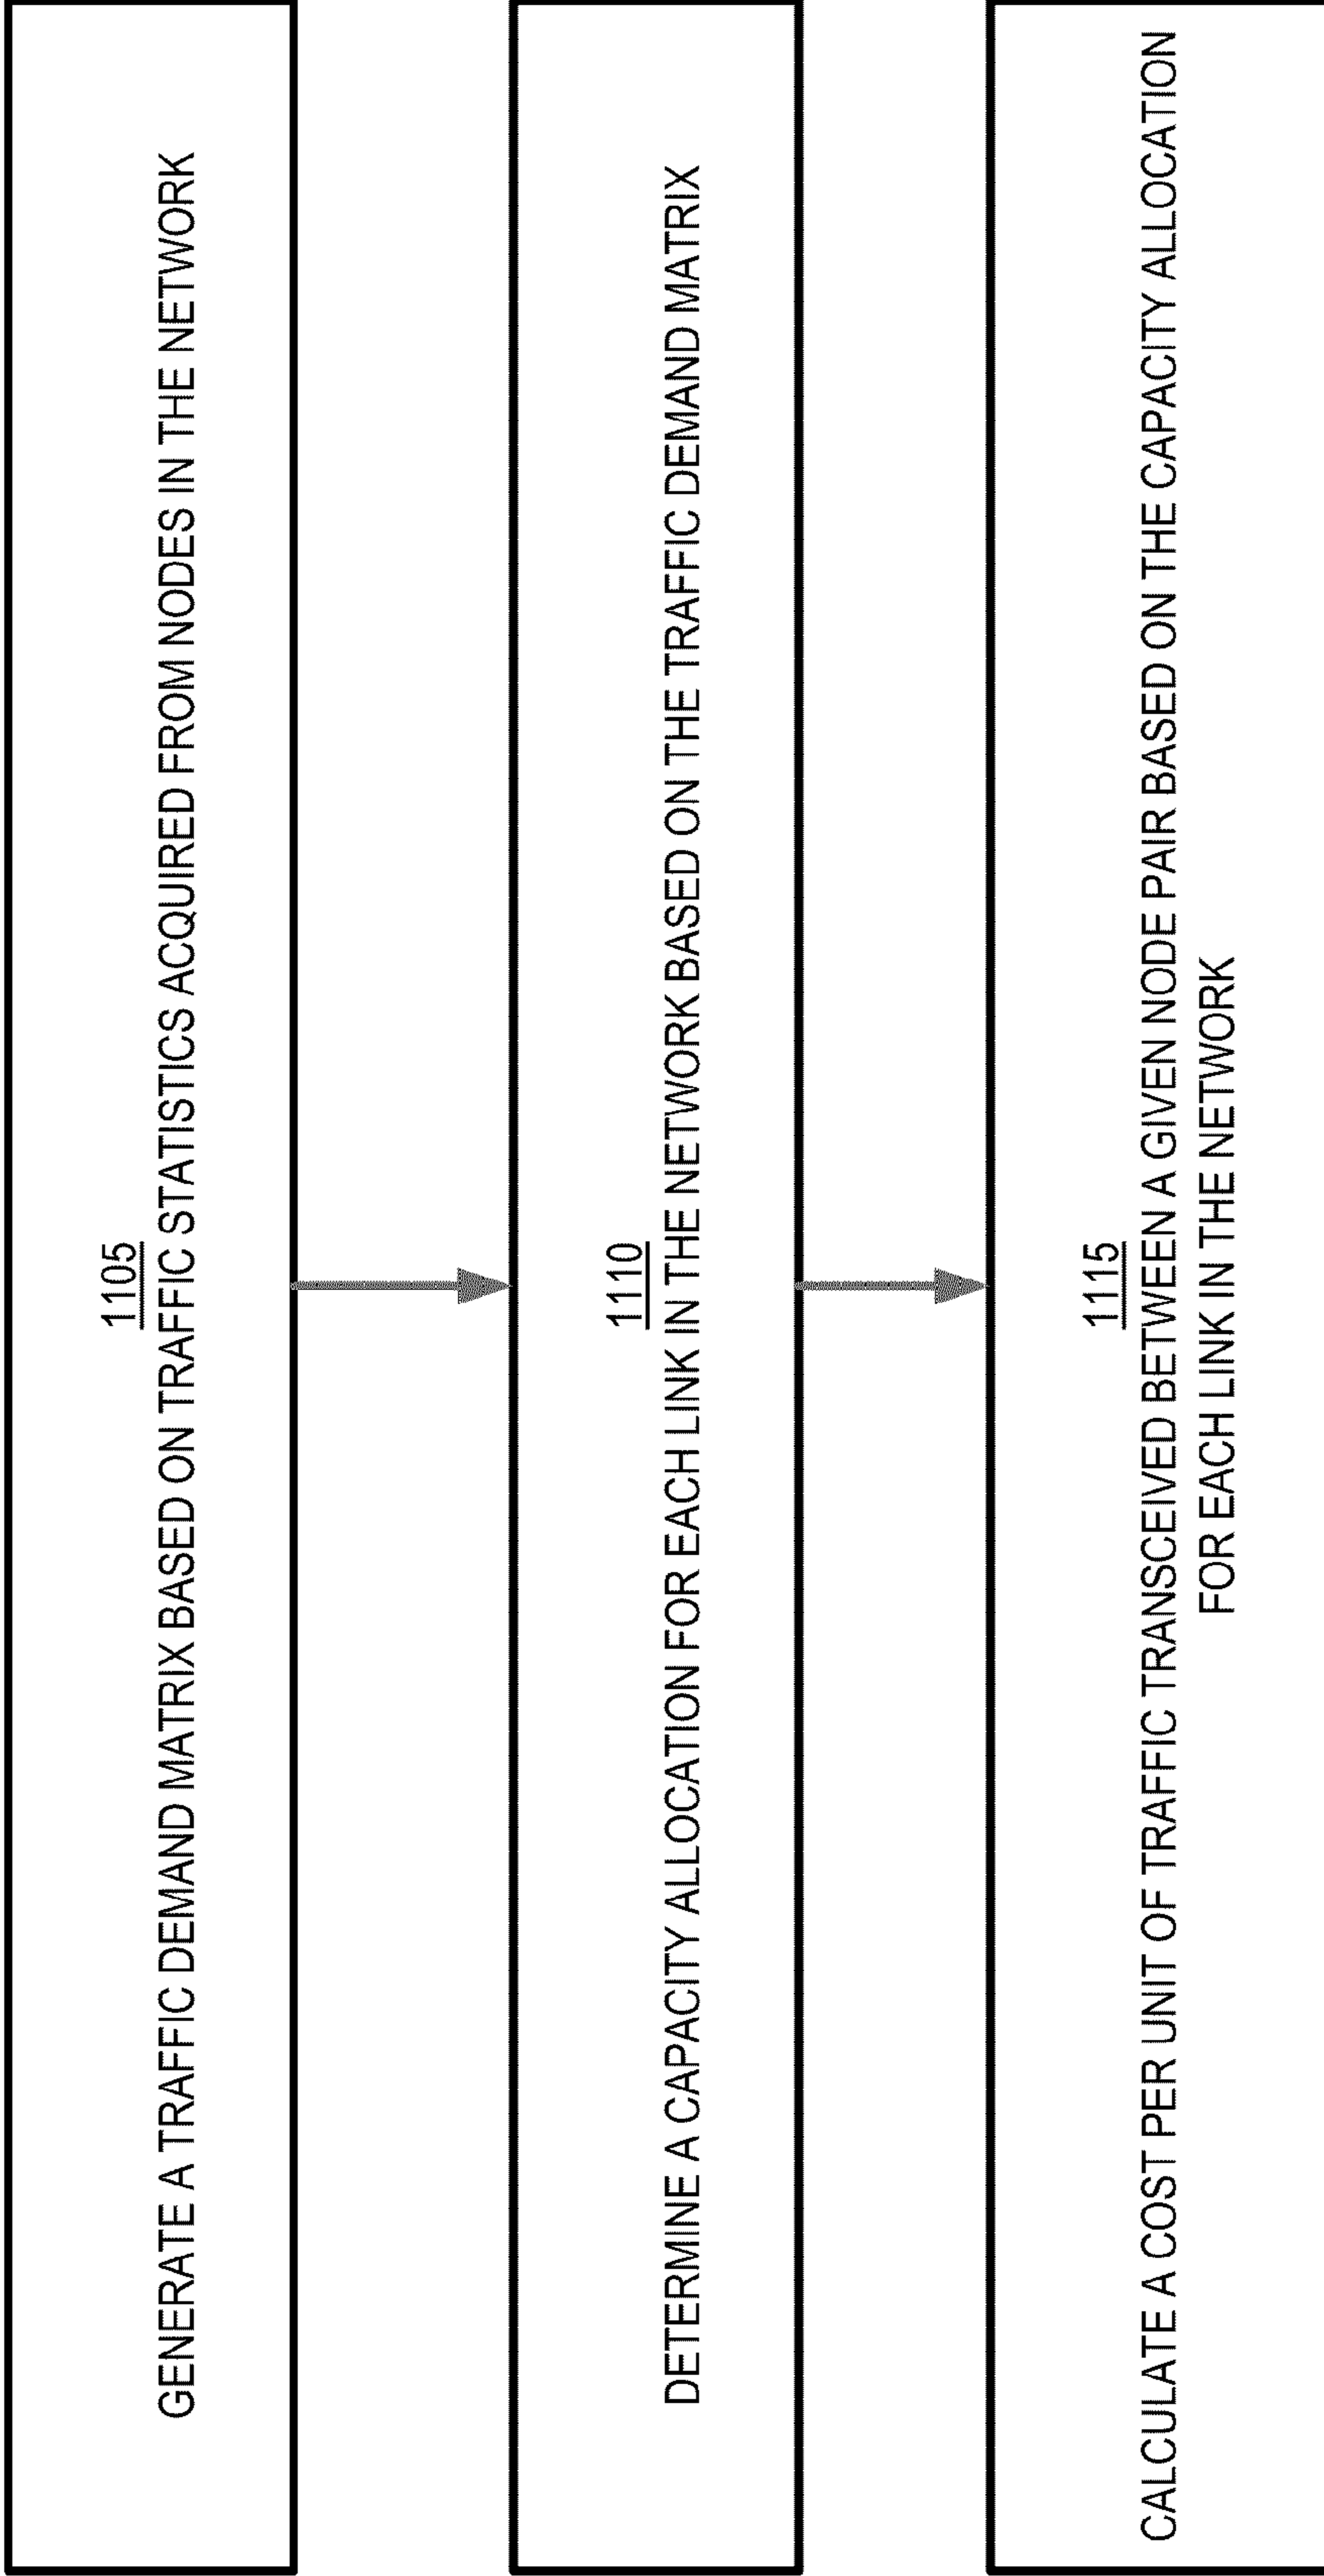 1105
GENERATE A TRAFFIC DEMAND MATRIX BASED ON TRAFFIC STATISTICS ACQUIRED FROM NODES IN THE NETWORK
1110
DETERMINE A CAPACITY ALLOCATION FOR EACH LINK IN THE NETWORK BASED ON THE TRAFFIC DEMAND MATRIX
1115
CALCULATE A COST PER UNIT OF TRAFFIC TRANSCEIVED BETWEEN A GIVEN NODE PAIR BASED ON THE CAPACITY ALLOCATION
FOR EACH LINK IN THE NETWORK